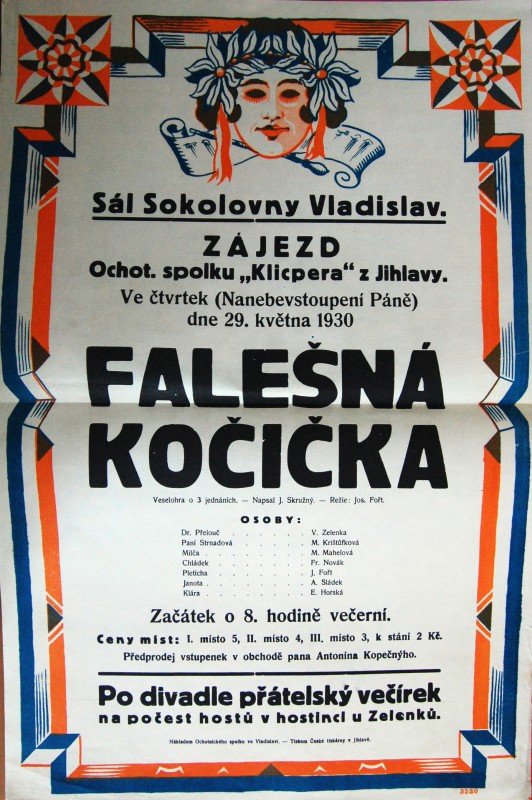 Sál Sokolovny Vladislav.
ZÁJEZD
Ochot. spolku „Klicpera“ z Jihlavy.
Ve čtvrtek (Nanebevstoupení Páně)
dne 29. května 1930
FALEŠNÁ
KOČIČKA
Veselohra o 3 jednáních. — Napsal J. Skružný. — Režie: Jos. Fořt.
OSOBY:
Dr. Přelouč . . . . . . V. Zelenka
Paní Strnadová . . . . . M. Krištůfková
Milča . . . . . . . M. Mahelová
Chládek . . . . . . Fr. Novák
Pleticha . . . . . . J. Fořt
Janota . . . . . . . A. Sládek
Klára . . . . . . . E. Horská
Začátek o 8. hodině večerní.
Ceny míst: I. místo 5, II. místo 4, III, místo 3, k stání 2 Kč.
Předprodej vstupenek v obchodě pana Antonína Kopečnýho.
Po divadle přátelský večírek
na počest hostů v hostinci u Zelenků.
Nákladem Ochotnického spolku ve Vladislavi. — Tiskem České tiskárny v Jihlavě.
3520